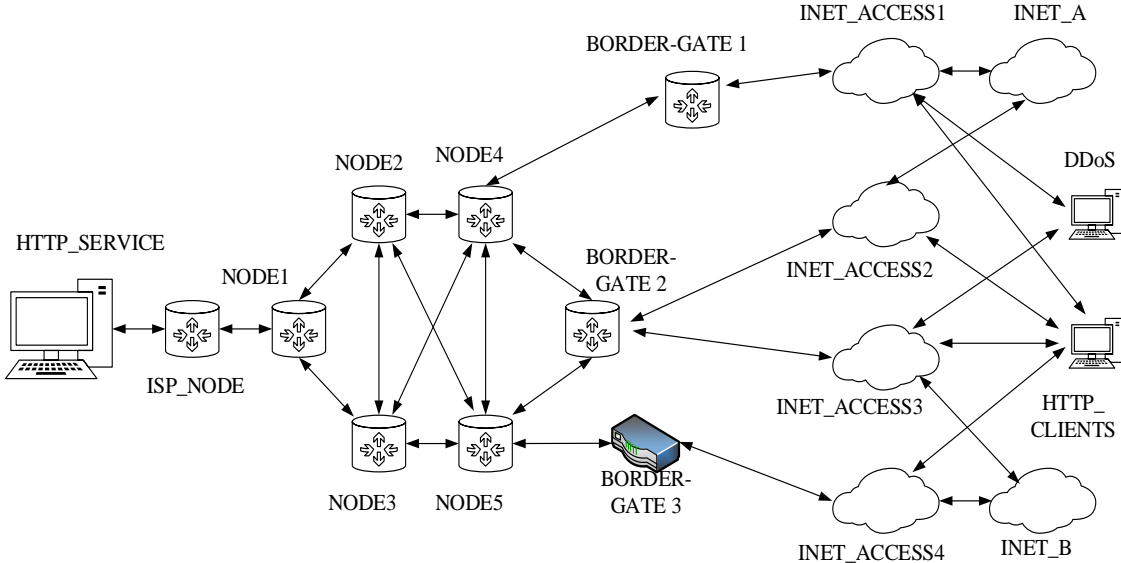 INET_ACCESS1
INET_A
BORDER-GATE 1
NODE2
NODE4
DDoS
HTTP_SERVICE
NODE1
BORDER-
GATE 2
INET_ACCESS2
ISP_NODE
INET_ACCESS3
HTTP_
CLIENTS
NODE3
NODE5
BORDER-
GATE 3
INET_ACCESS4
INET_B